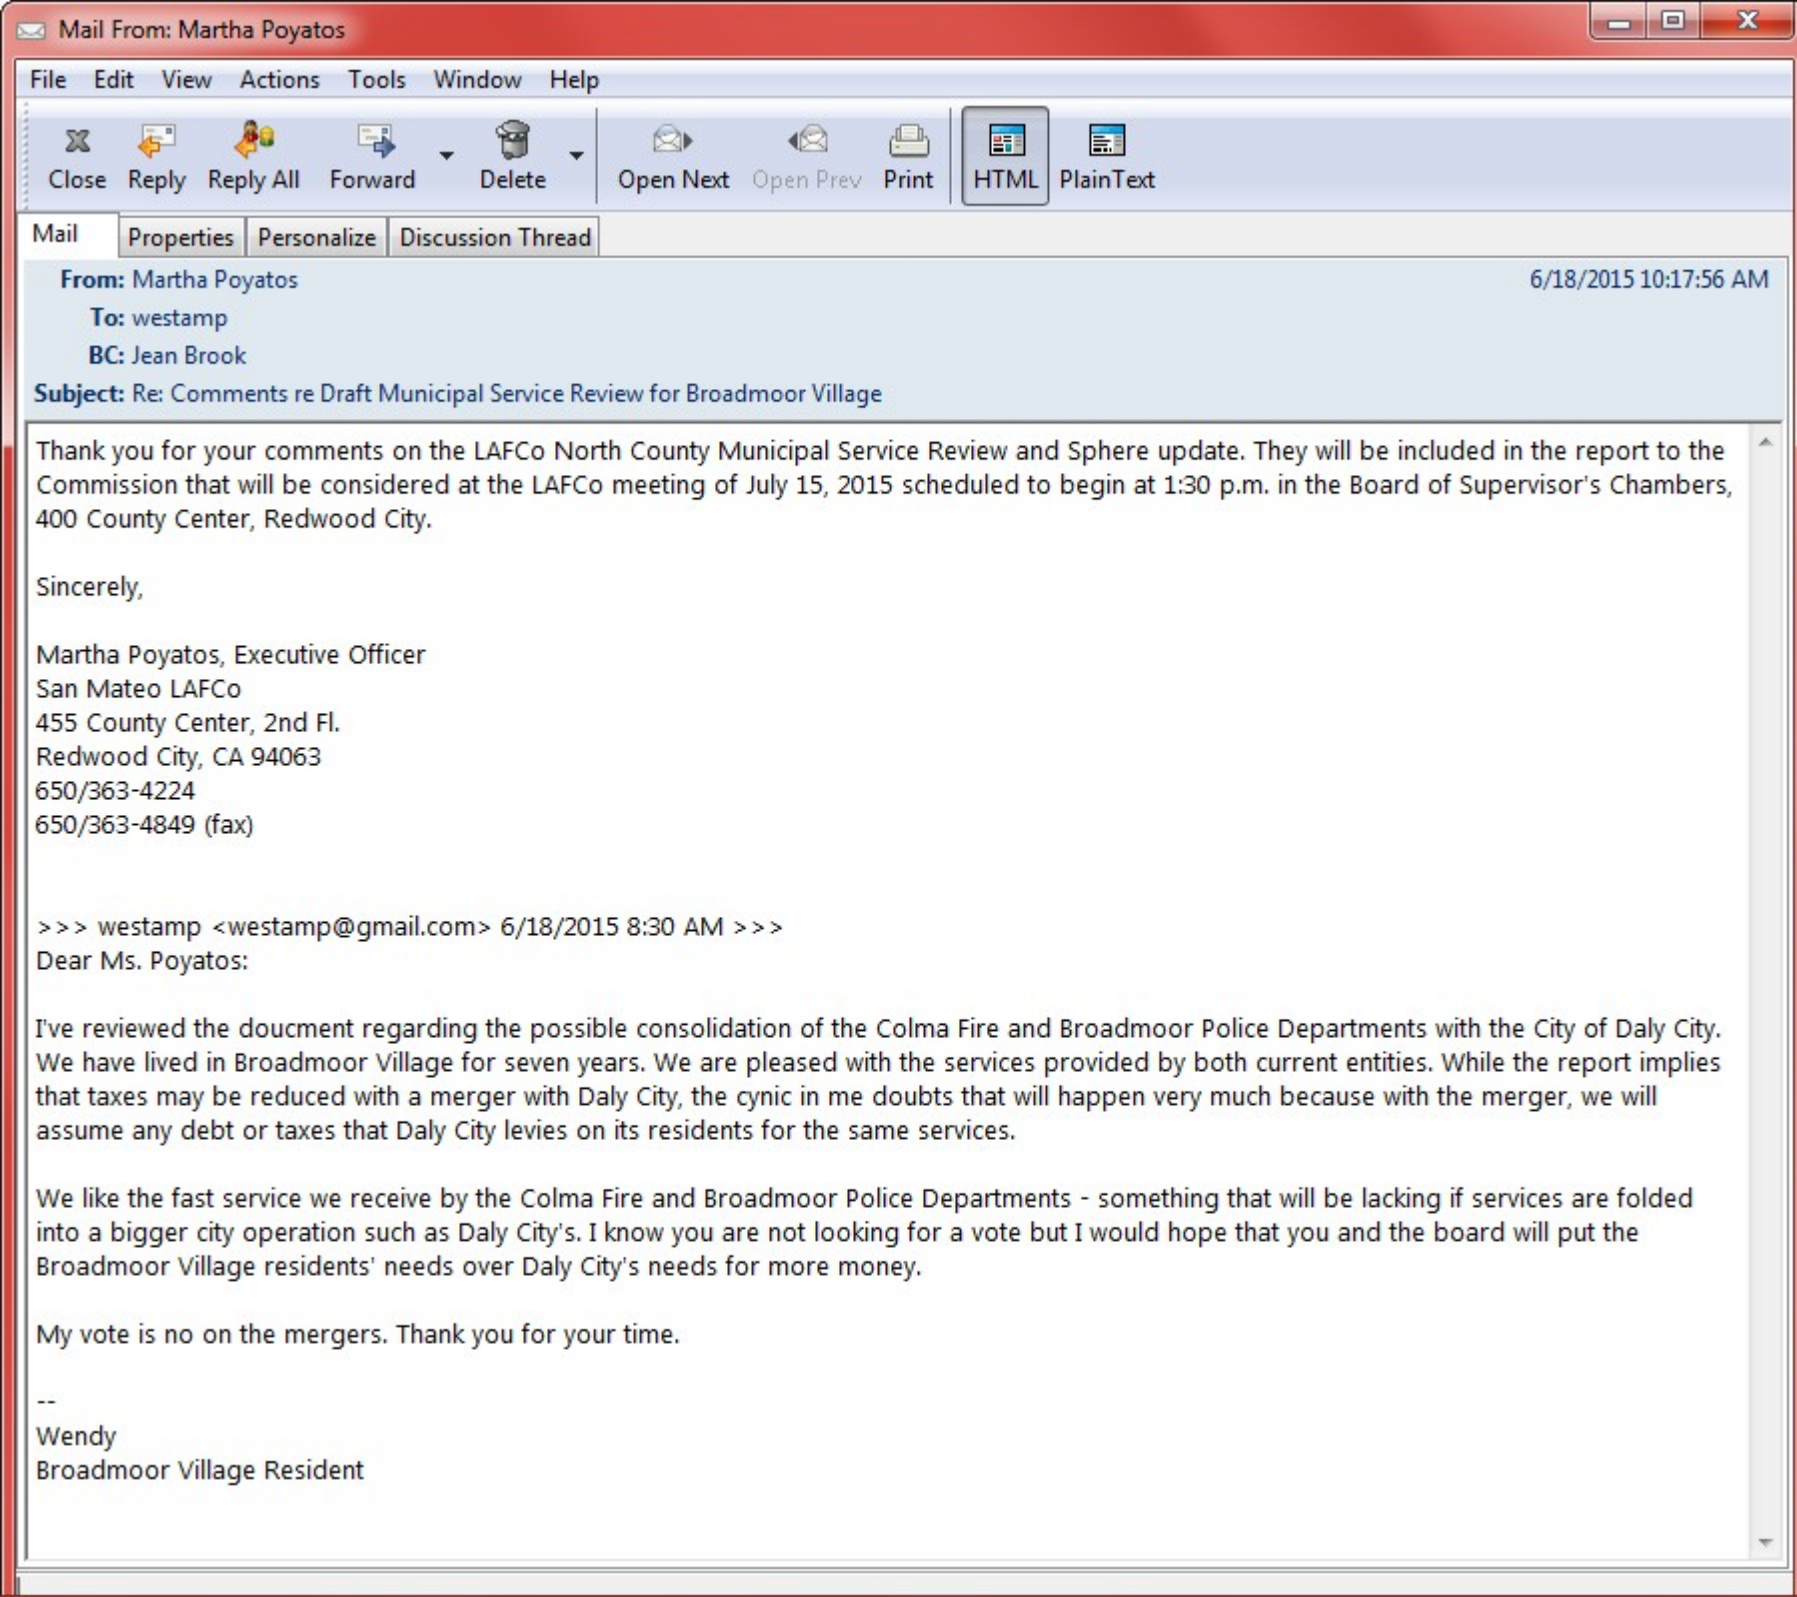 Mail From: Martha Poyatos
File Edit View Actions Tools Window Help
Close Reply Reply All Forward Delete Open Next Open Prev Print HTML PlainText
Mail Properties Personalize Discussion Thread
From: Martha Poyatos 6/18/2015 10:17:56 AM
To: westamp
BC: Jean Brook
Subject: Re: Comments re Draft Municipal Service Review for Broadmoor Village
Thank you for your comments on the LAFCo North County Municipal Service Review and Sphere update. They will be included in the report to the
Commission that will be considered at the LAFCo meeting of July 15, 2015 scheduled to begin at 1:30 p.m. in the Board of Supervisor's Chambers,
400 County Center, Redwood City.
Sincerely,
Martha Poyatos, Executive Officer
San Mateo LAFCo
455 County Center, 2nd Fl.
Redwood City, CA 94063
650/363-4224
650/363-4849 (fax)
>>> westamp <westamp@gmail.com> 6/18/2015 8:30 AM >>>
Dear Ms. Poyatos:
I've reviewed the doucment regarding the possible consolidation of the Colma Fire and Broadmoor Police Departments with the City of Daly City.
We have lived in Broadmoor Village for seven years. We are pleased with the services provided by both current entities. While the report implies
that taxes may be reduced with a merger with Daly City, the cynic in me doubts that will happen very much because with the merger, we will
assume any debt or taxes that Daly City levies on its residents for the same services.
We like the fast service we receive by the Colma Fire and Broadmoor Police Departments - something that will be lacking if services are folded
into a bigger city operation such as Daly City's. I know you are not looking for a vote but I would hope that you and the board will put the
Broadmoor Village residents' needs over Daly City's needs for more money.
My vote is no on the mergers. Thank you for your time.
--
Wendy
Broadmoor Village Resident